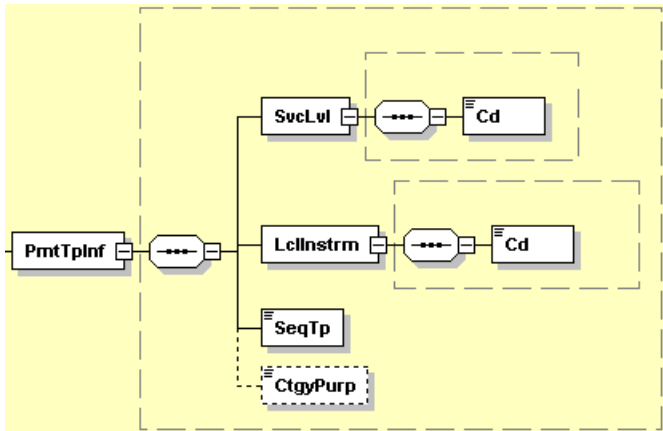 SvcLvl
Cd
PmtTpInf
LclInstrm
Cd
SeqTp
CtgyPurp